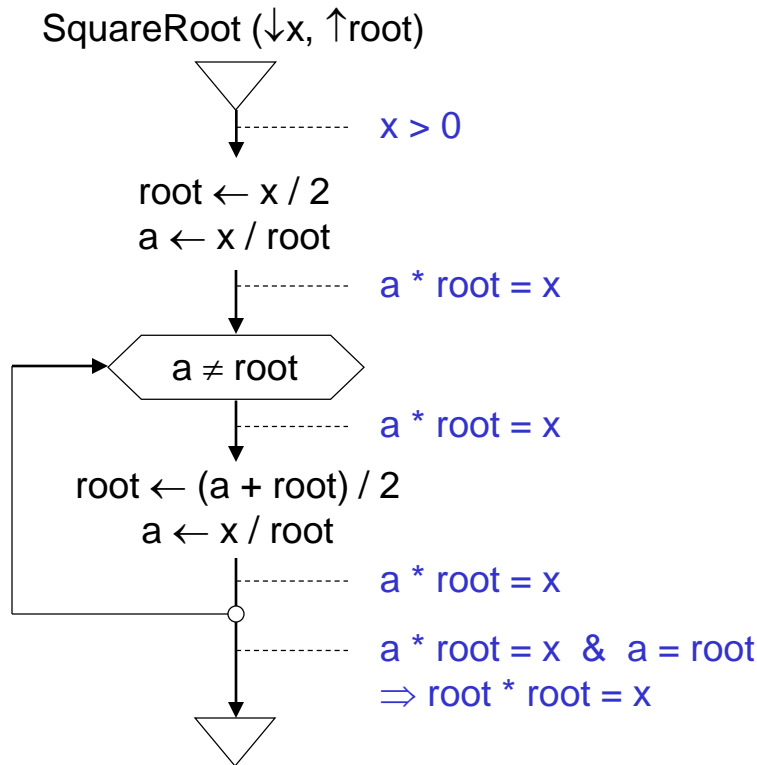 SquareRoot (↓x, ↑root)
x > 0
root ← x / 2
a ← x / root
a * root = x
a ≠ root
a * root = x
root ← (a + root) / 2
a ← x / root
a * root = x
a * root = x & a = root
⇒ root * root = x